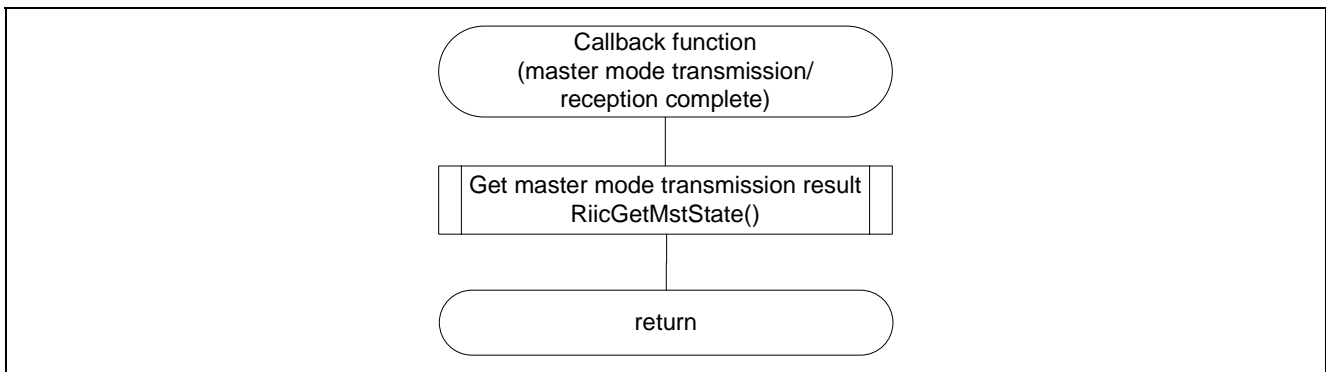 Callback function
(master mode transmission/
reception complete)
Get master mode transmission result
RiicGetMstState()
return